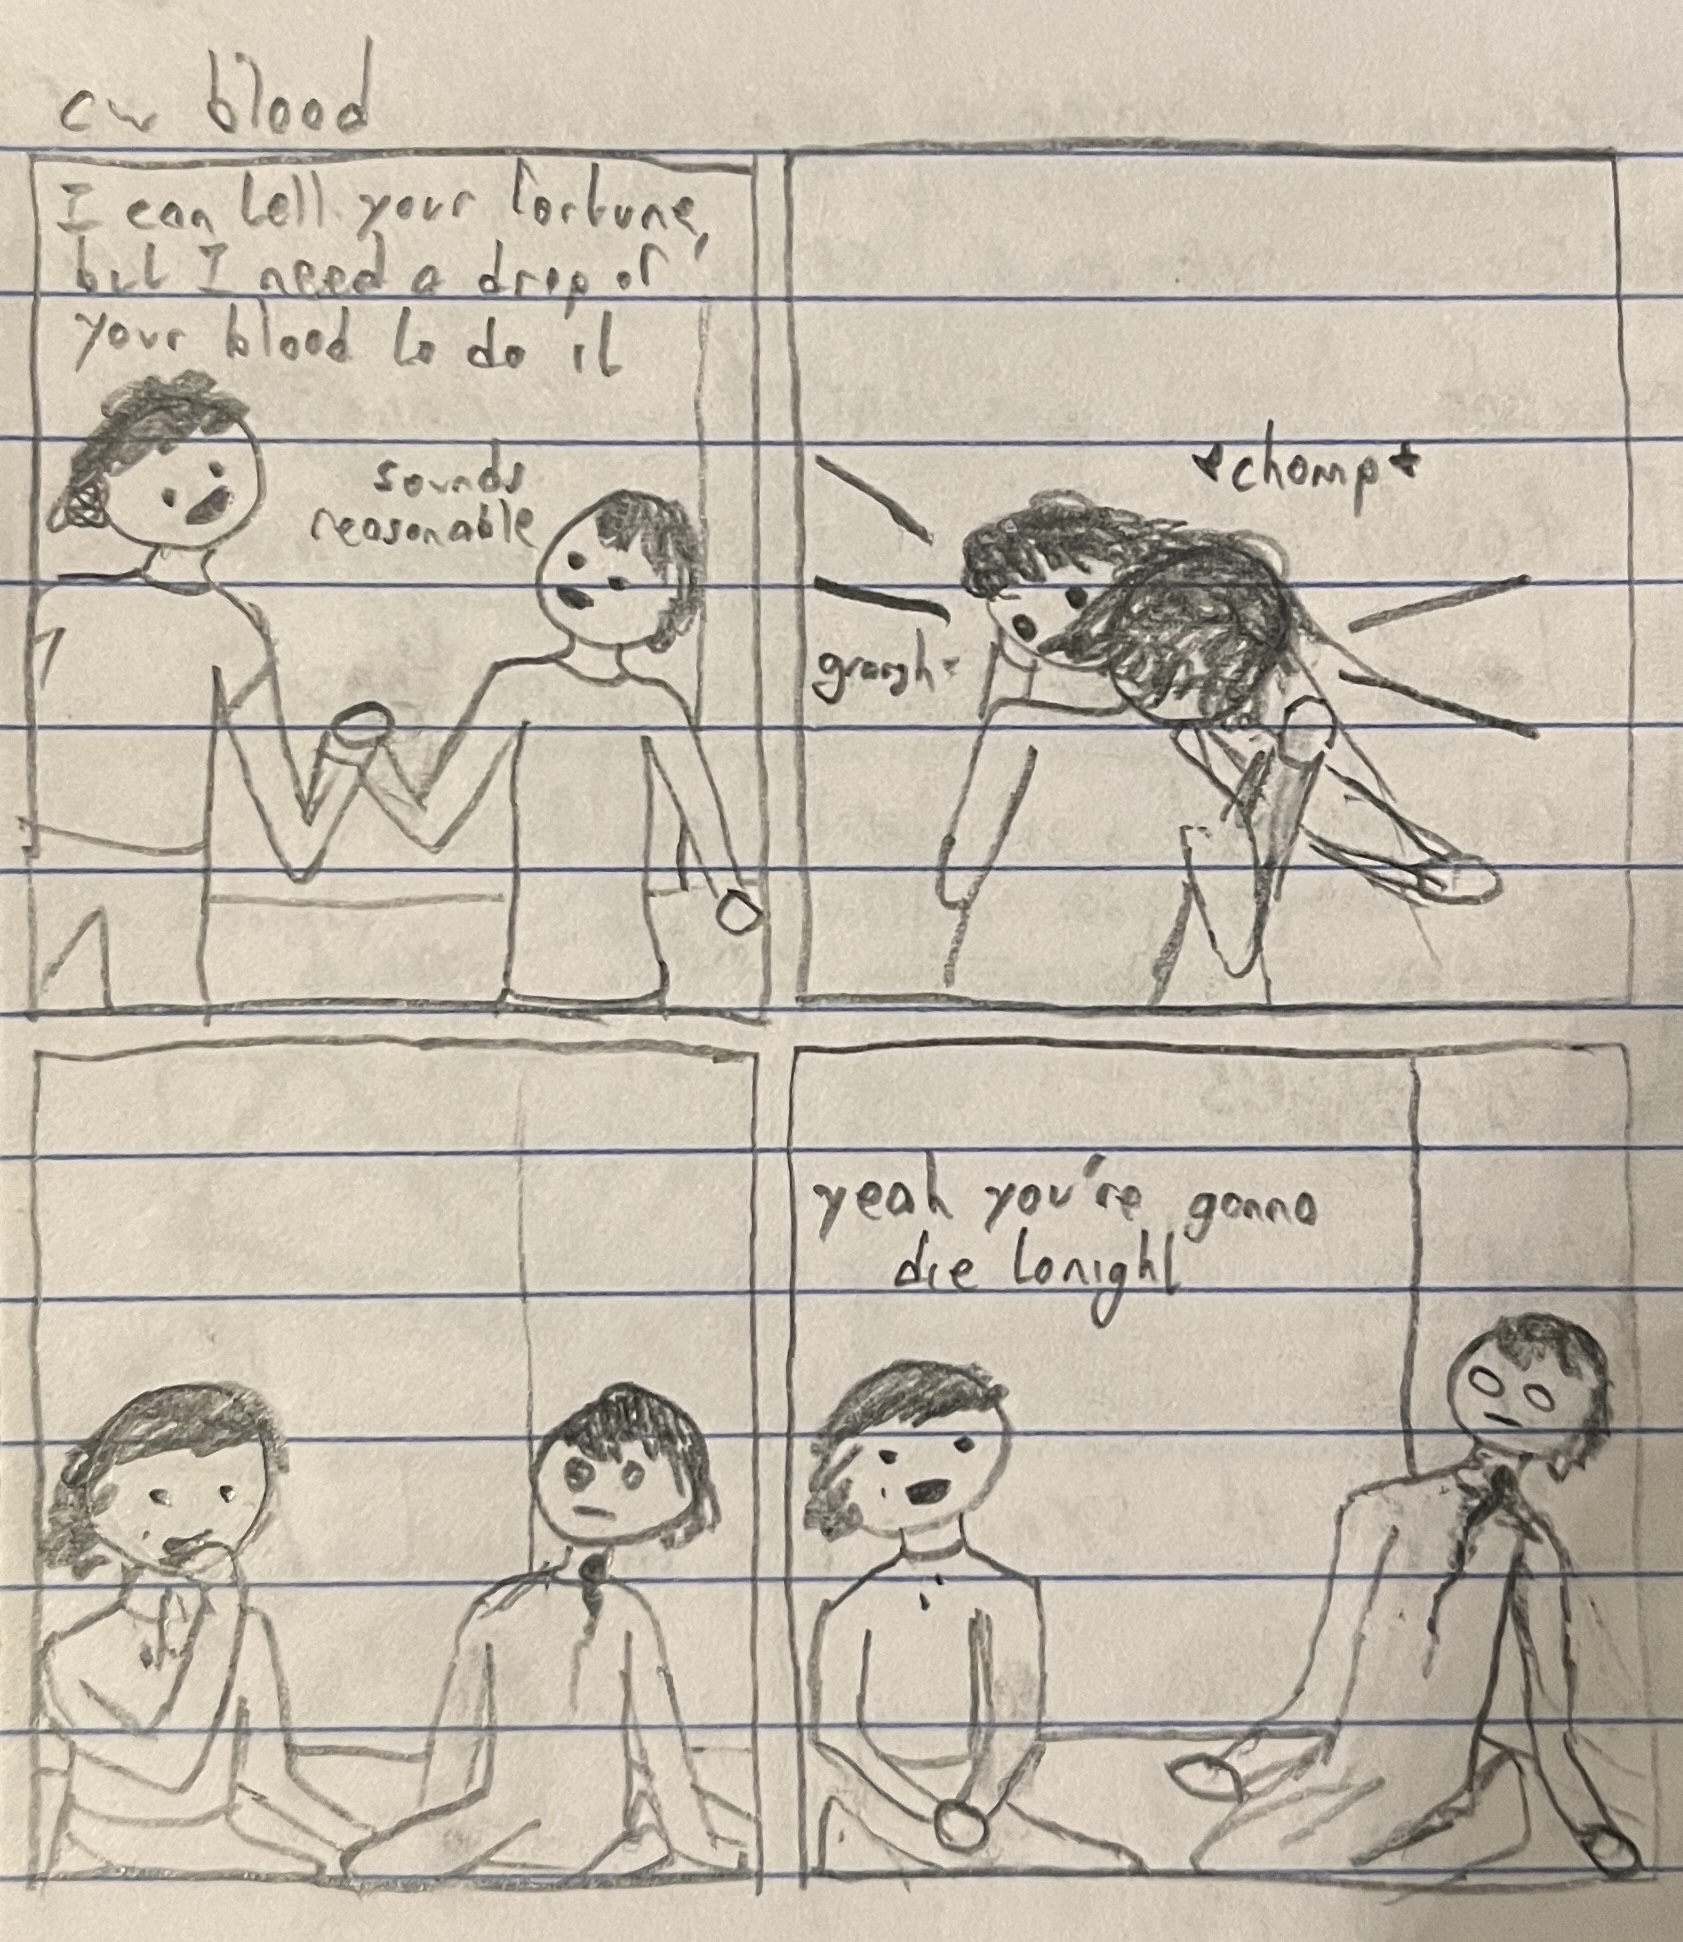 cw blood
I can tell your fortune,
but I need a drop of
your blood to do it
sounds
reasonable
*chomp*
yeah you're gonna
die tonight